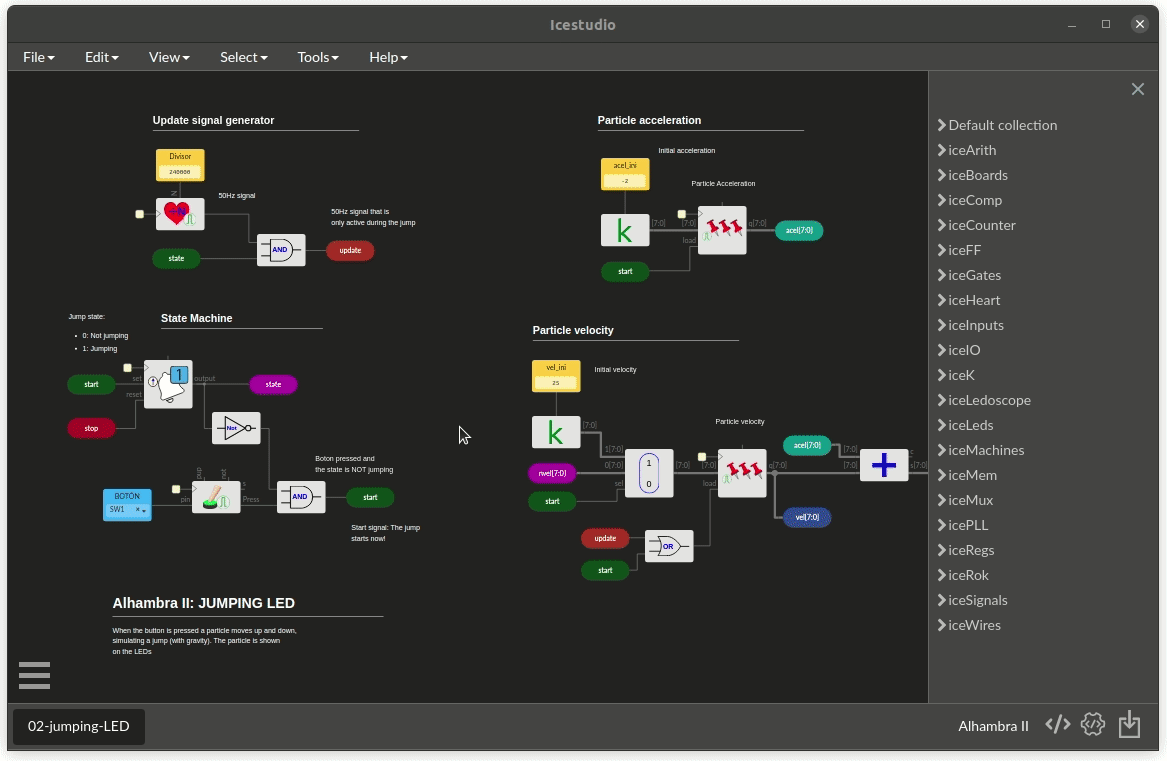 Icestudio
File
Edit
View
Select
Tools
Help
Update signal generator
Divisor
240000
N
50Hz signal
÷N
state
AND
50Hz signal that is
only active during the jump
update
Particle acceleration
Initial acceleration
acel_ini
-2
Particle Acceleration
k
[7:0]
[7:0]
q[7:0]
load
acel[7:0]
start
Jump state:
0: Not jumping
1: Jumping
State Machine
start
set
reset
1
output
state
stop
Not
Boton pressed and
the state is NOT jumping
BOTÓN
SW1
pin
pup
not
s
Press
AND
start
Start signal: The jump
starts now!
Particle velocity
vel_ini
25
Initial velocity
k
[7:0]
nvel[7:0]
start
1[7:0]
0[7:0]
sel
1
0
[7:0]
Particle velocity
[7:0]
load
q[7:0]
acel[7:0]
[7:0]
[7:0]
+
c
s[7:0]
vel[7:0]
update
start
OR
Alhambra II: JUMPING LED
When the button is pressed a particle moves up and down,
simulating a jump (with gravity). The particle is shown
on the LEDs
Default collection
iceArith
iceBoards
iceComp
iceCounter
iceFF
iceGates
iceHeart
iceInputs
iceIO
iceK
iceLedoscope
iceLeds
iceMachines
iceMem
iceMux
icePLL
iceRegs
iceRok
iceSignals
iceWires
02-jumping-LED
Alhambra II